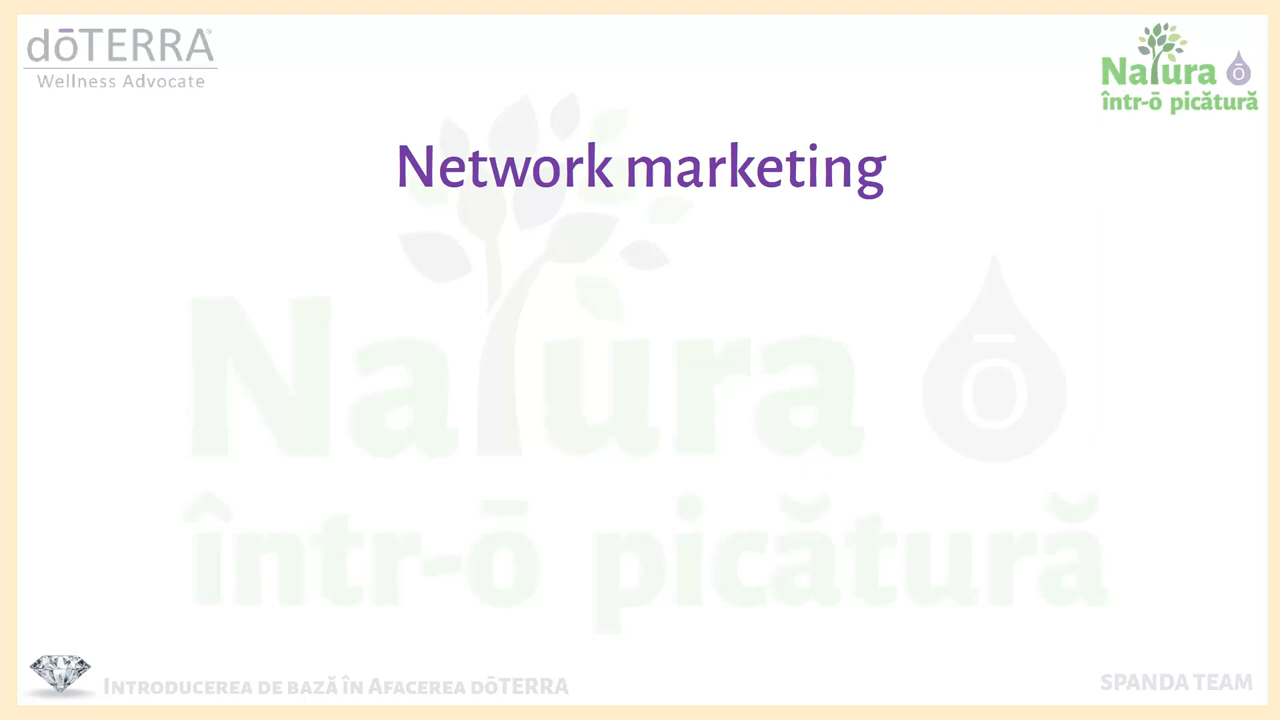 dōTERRA®
Wellness Advocate
Natura ō
într-ō picătură
Network marketing
Natura ō
într-ō picătură
INTRODUCEREA DE BAZĂ ÎN AFACEREA DŌTERRA
SPANDA TEAM